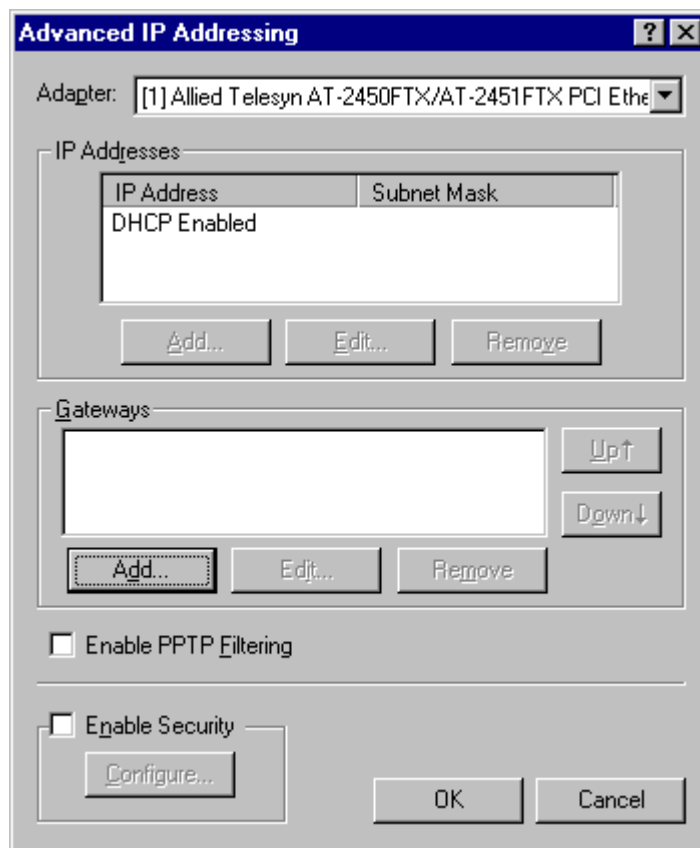 Advanced IP Addressing
Adapter: [1] Allied Telesyn AT-2450FTX/AT-2451FTX PCI Ethe
IP Addresses
IP Address Subnet Mask
DHCP Enabled
Add... Edit... Remove
Gateways
Up↑
Down↓
Add... Edit... Remove
Enable PPTP Filtering
Enable Security
Configure...
OK Cancel